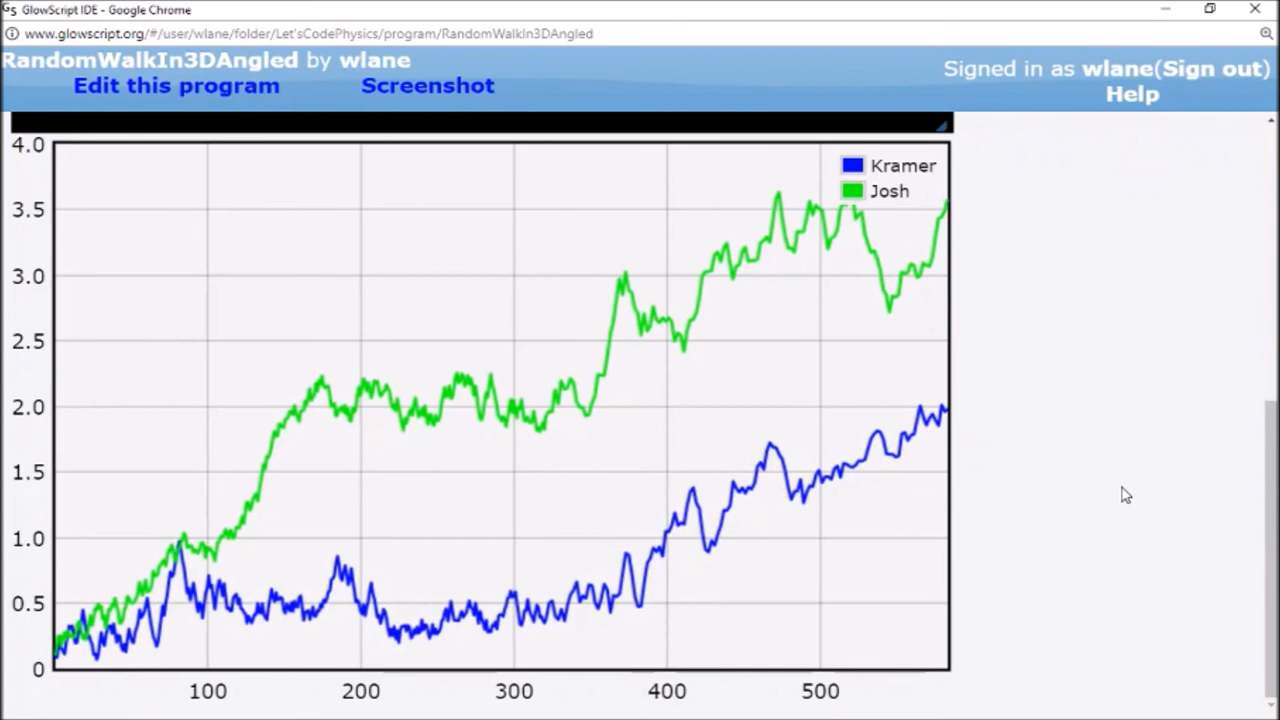 GlowScript IDE - Google Chrome
www.glowscript.org/#/user/wlane/folder/Let'sCodePhysics/program/RandomWalkIn3DAngled
RandomWalkIn3DAngled by wlane
Signed in as wlane(Sign out)
Edit this program Screenshot
Help
4.0
Kramer
Josh
3.5
3.0
2.5
2.0
1.5
1.0
0.5
0
100 200 300 400 500